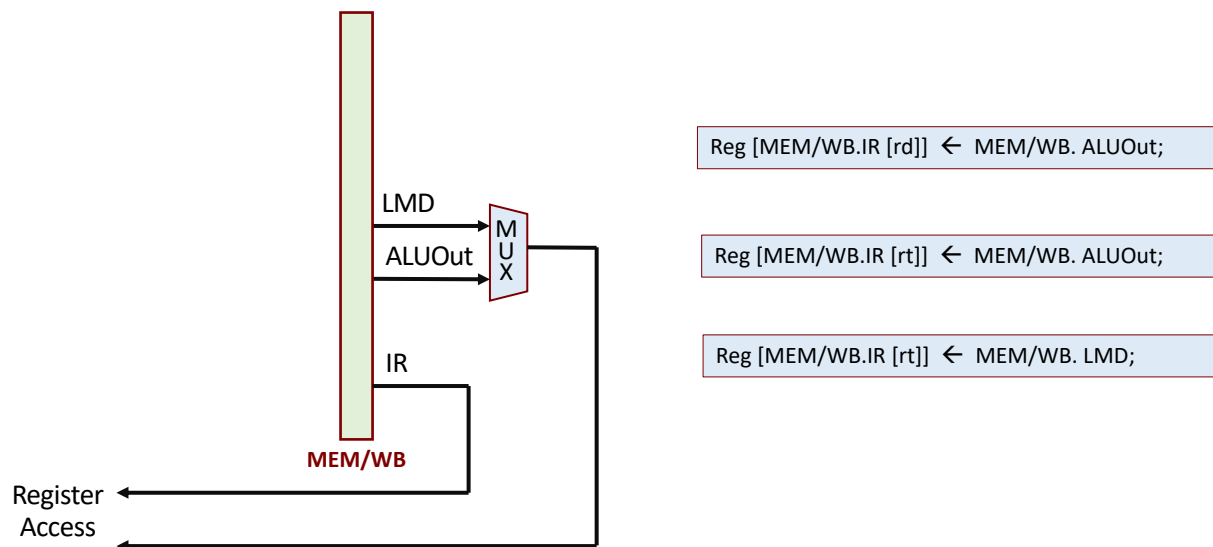 LMD
ALUOut
IR
M
U
X
MEM/WB
Register
Access
Reg [MEM/WB.IR [rd]] ← MEM/WB. ALUOut;
Reg [MEM/WB.IR [rt]] ← MEM/WB. ALUOut;
Reg [MEM/WB.IR [rt]] ← MEM/WB. LMD;